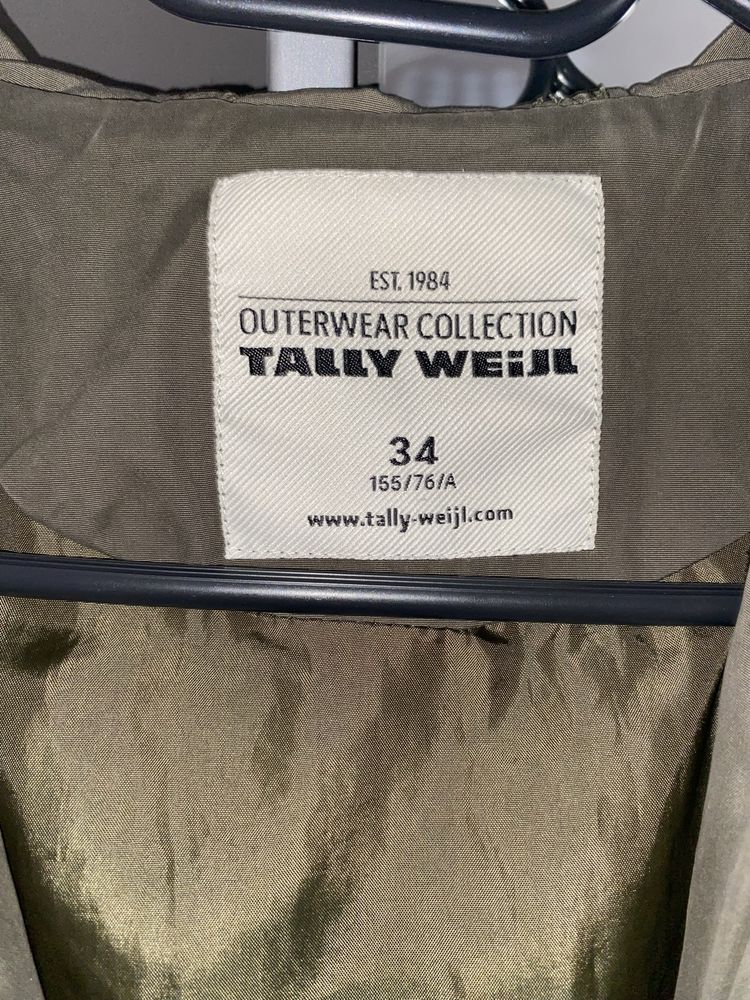 EST. 1984
OUTERWEAR COLLECTION
TALLY WEiJL
34
155/76/A
www.tally-weijl.com